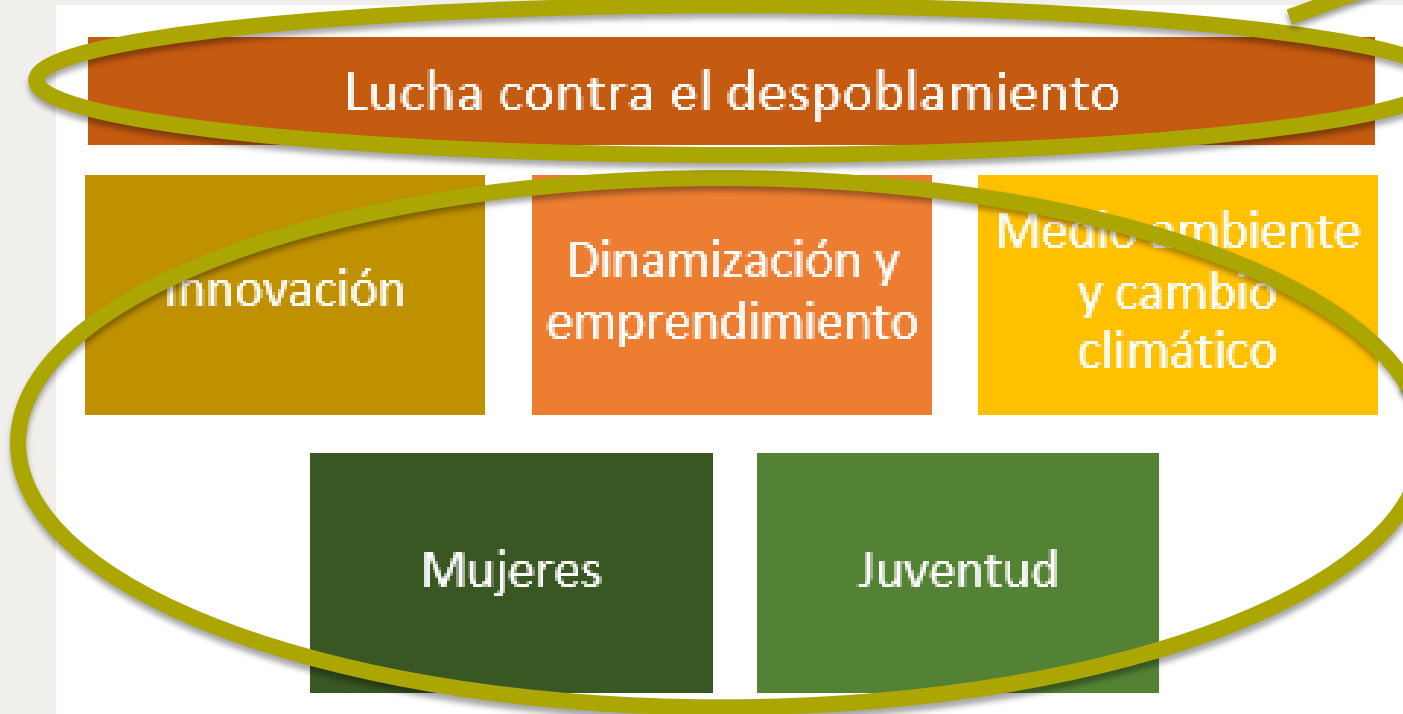 Lucha contra el despoblamiento
Innovación
Dinamización y
emprendimiento
Medio ambiente
y cambio
climático
Mujeres
Juventud